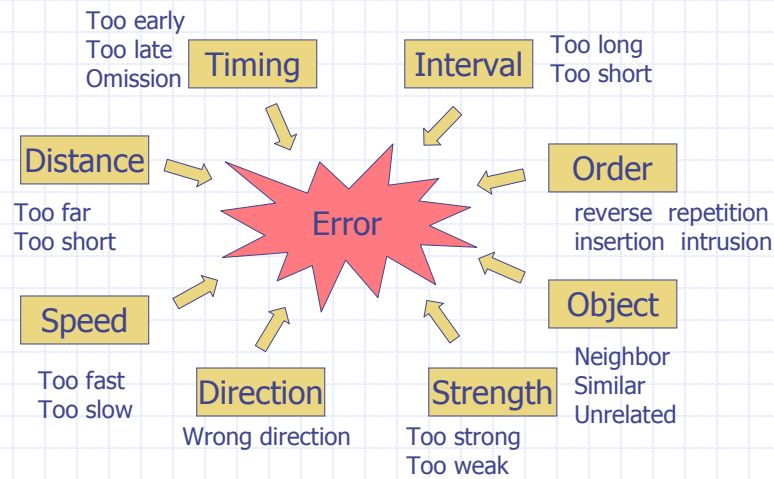 Too early
Too late
Omission
Timing
Interval
Too long
Too short
Distance
Too far
Too short
Error
Order
reverse repetition
insertion intrusion
Speed
Too fast
Too slow
Object
Neighbor
Similar
Unrelated
Direction
Wrong direction
Strength
Too strong
Too weak